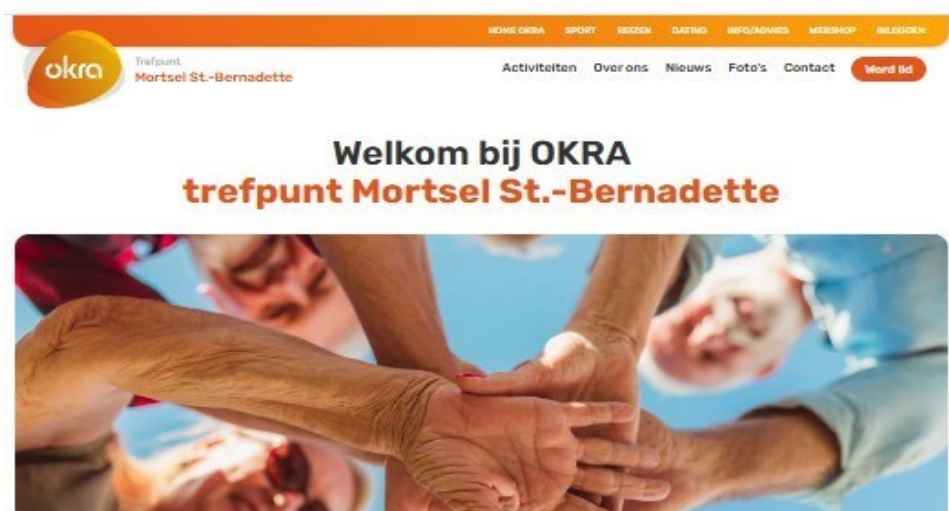 HOME OKRA SPORT REIZEN DATING INFO/ADVIES WEBSHOP INLOGGEN
okra
Trefpunt
Mortsel St.-Bernadette
Activiteiten Over ons Nieuws Foto's Contact Word lid
Welkom bij OKRA
trefpunt Mortsel St.-Bernadette